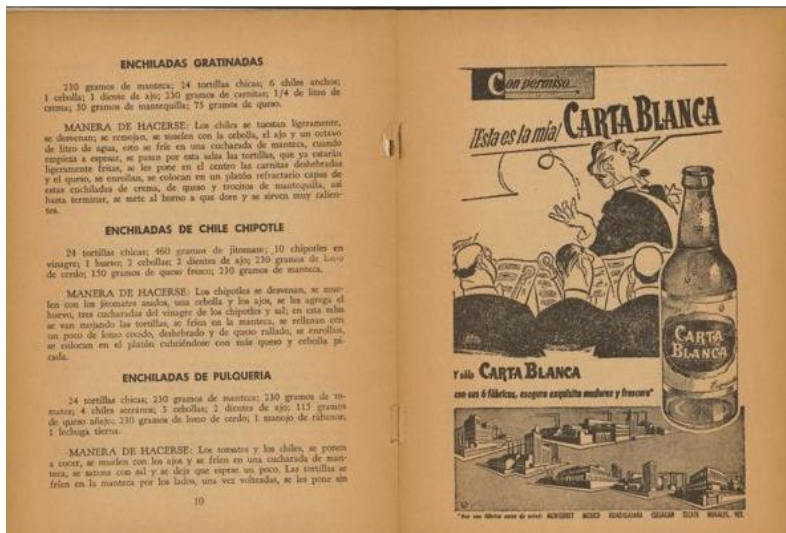 ENCHILADAS GRATINADAS
230 gramos de manteca; 24 tortillas chicas; 6 chiles anchos;
1 cebolla; 1 diente de ajo; 230 gramos de carnitas; 1/4 de litro de
crema; 50 gramos de mantequilla; 75 gramos de queso.
MANERA DE HACERSE: Los chiles se tuestan ligeramente,
se desvenan; se remojan, se muelen con la cebolla, el ajo y un octavo
de litro de agua, esto se fríe en una cucharada de manteca, cuando
empieza a espesar, se pasan por esta salsa las tortillas, que ya estarán
ligeramente fritas, se les pone en el centro las carnitas deshebradas
y el queso, se enrollan, se colocan en un platón refractario capas de
estas enchiladas de crema, de queso y trocitos de mantequilla, así
hasta terminar, se mete al horno a que dore y se sirven muy calien-
tes.
ENCHILADAS DE CHILE CHIPOTLE
24 tortillas chicas; 460 gramos de jitomate; 10 chipotles en
vinagre; 1 huevo; 2 cebollas; 2 dientes de ajo; 230 gramos de lomo
de cerdo; 150 gramos de queso fresco; 230 gramos de manteca.
MANERA DE HACERSE: Los chipotles se desvenan, se mue-
len con los jitomates asados, una cebolla y los ajos, se les agrega el
huevo, tres cucharadas del vinagre de los chipotles y sal; en esta salsa
se van mojando las tortillas, se fríen en la manteca, se rellenan con
un poco de lomo cocido, deshebrado y de queso rallado, se enrollan,
se colocan en el platón cubriéndose con más queso y cebolla pi-
cada.
ENCHILADAS DE PULQUERIA
24 tortillas chicas; 230 gramos de manteca; 230 gramos de to-
mates; 4 chiles serranos; 3 cebollas; 2 dientes de ajo; 115 gramos
de queso añejo; 230 gramos de lomo de cerdo; 1 manojo de rábanos;
1 lechuga tierna.
MANERA DE HACERSE: Los tomates y los chiles, se ponen
a cocer, se muelen con los ajos y se fríen en una cucharada de man-
teca, se sazona con sal y se deja que espese un poco. Las tortillas se
fríen en la manteca por los lados, una vez volteadas, se les pone sin
10
Con permiso...
¡Esta es la mía! CARTA BLANCA
CARTA
BLANCA
Y sólo CARTA BLANCA
con sus 6 fábricas, asegura exquisita madurez y frescura*
MONTERREY MEXICO GUADALAJARA CULIACAN TECATE NOGALES, VER.